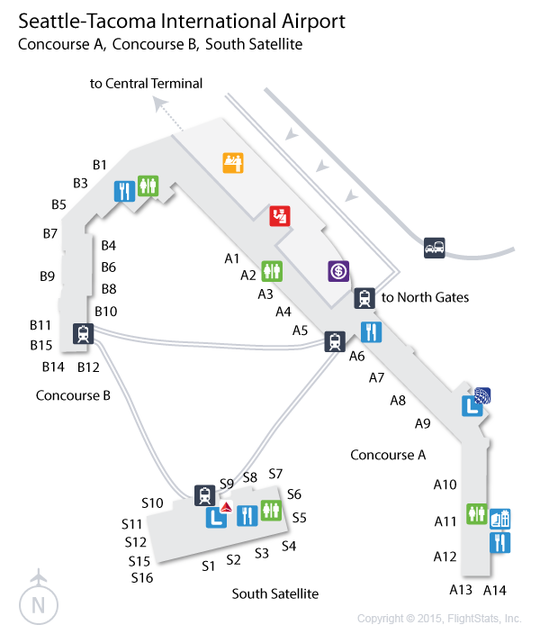 Seattle-Tacoma International Airport
Concourse A, Concourse B, South Satellite
to Central Terminal
B1
B3
B5
B7
B4
B6
B9
B8
B10
B11
B15
B14
B12
Concourse B
A1
A2
A3
A4
A5
to North Gates
A6
A7
A8
A9
L
Concourse A
A10
A11
A12
A13
A14
S10
S9
S8
S7
S6
S5
S11
L
S12
S15
S16
S1
S2
S3
S4
South Satellite
N
Copyright © 2015, FlightStats, Inc.